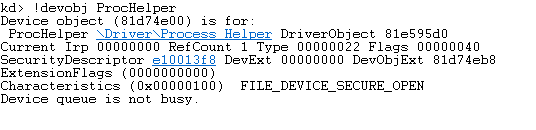 kd> !devobj ProcHelper
Device object (81d74e00) is for:
 ProcHelper \Driver\Process Helper DriverObject 81e595d0
Current Irp 00000000 RefCount 1 Type 00000022 Flags 00000040
SecurityDescriptor e10013f8 DevExt 00000000 DevObjExt 81d74eb8
ExtensionFlags (0000000000)
Characteristics (0x00000100)  FILE_DEVICE_SECURE_OPEN
Device queue is not busy.